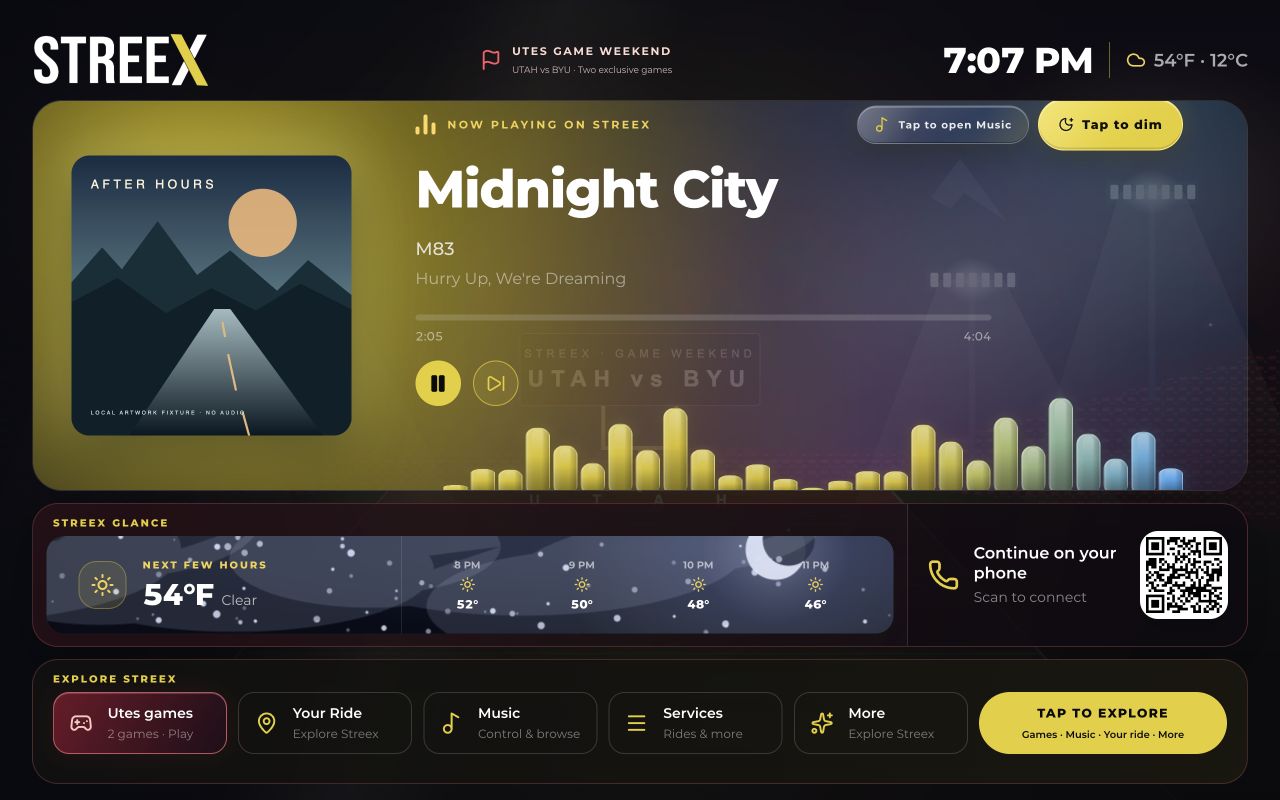 STREEX
UTES GAME WEEKEND
UTAH vs BYU · Two exclusive games
7:07 PM
54°F · 12°C
NOW PLAYING ON STREEX
Tap to open Music
Tap to dim
AFTER HOURS
LOCAL ARTWORK FIXTURE · NO AUDIO
Midnight City
M83
Hurry Up, We're Dreaming
2:05
4:04
STREEX · GAME WEEKEND
UTAH vs BYU
UTAH
STREEX GLANCE
NEXT FEW HOURS
54°F Clear
8 PM
52°
9 PM
50°
10 PM
48°
11 PM
46°
Continue on your
phone
Scan to connect
EXPLORE STREEX
Utes games
2 games · Play
Your Ride
Explore Streex
Music
Control & browse
Services
Rides & more
More
Explore Streex
TAP TO EXPLORE
Games · Music · Your ride · More